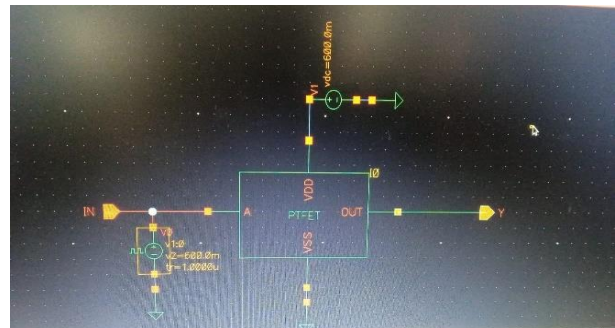 vdc=600.0m
V1
I0
VDD
IN
A
PTFET
OUT
Y
VSS
V0
v1:0
v2=600.0m
tr=1.0000u